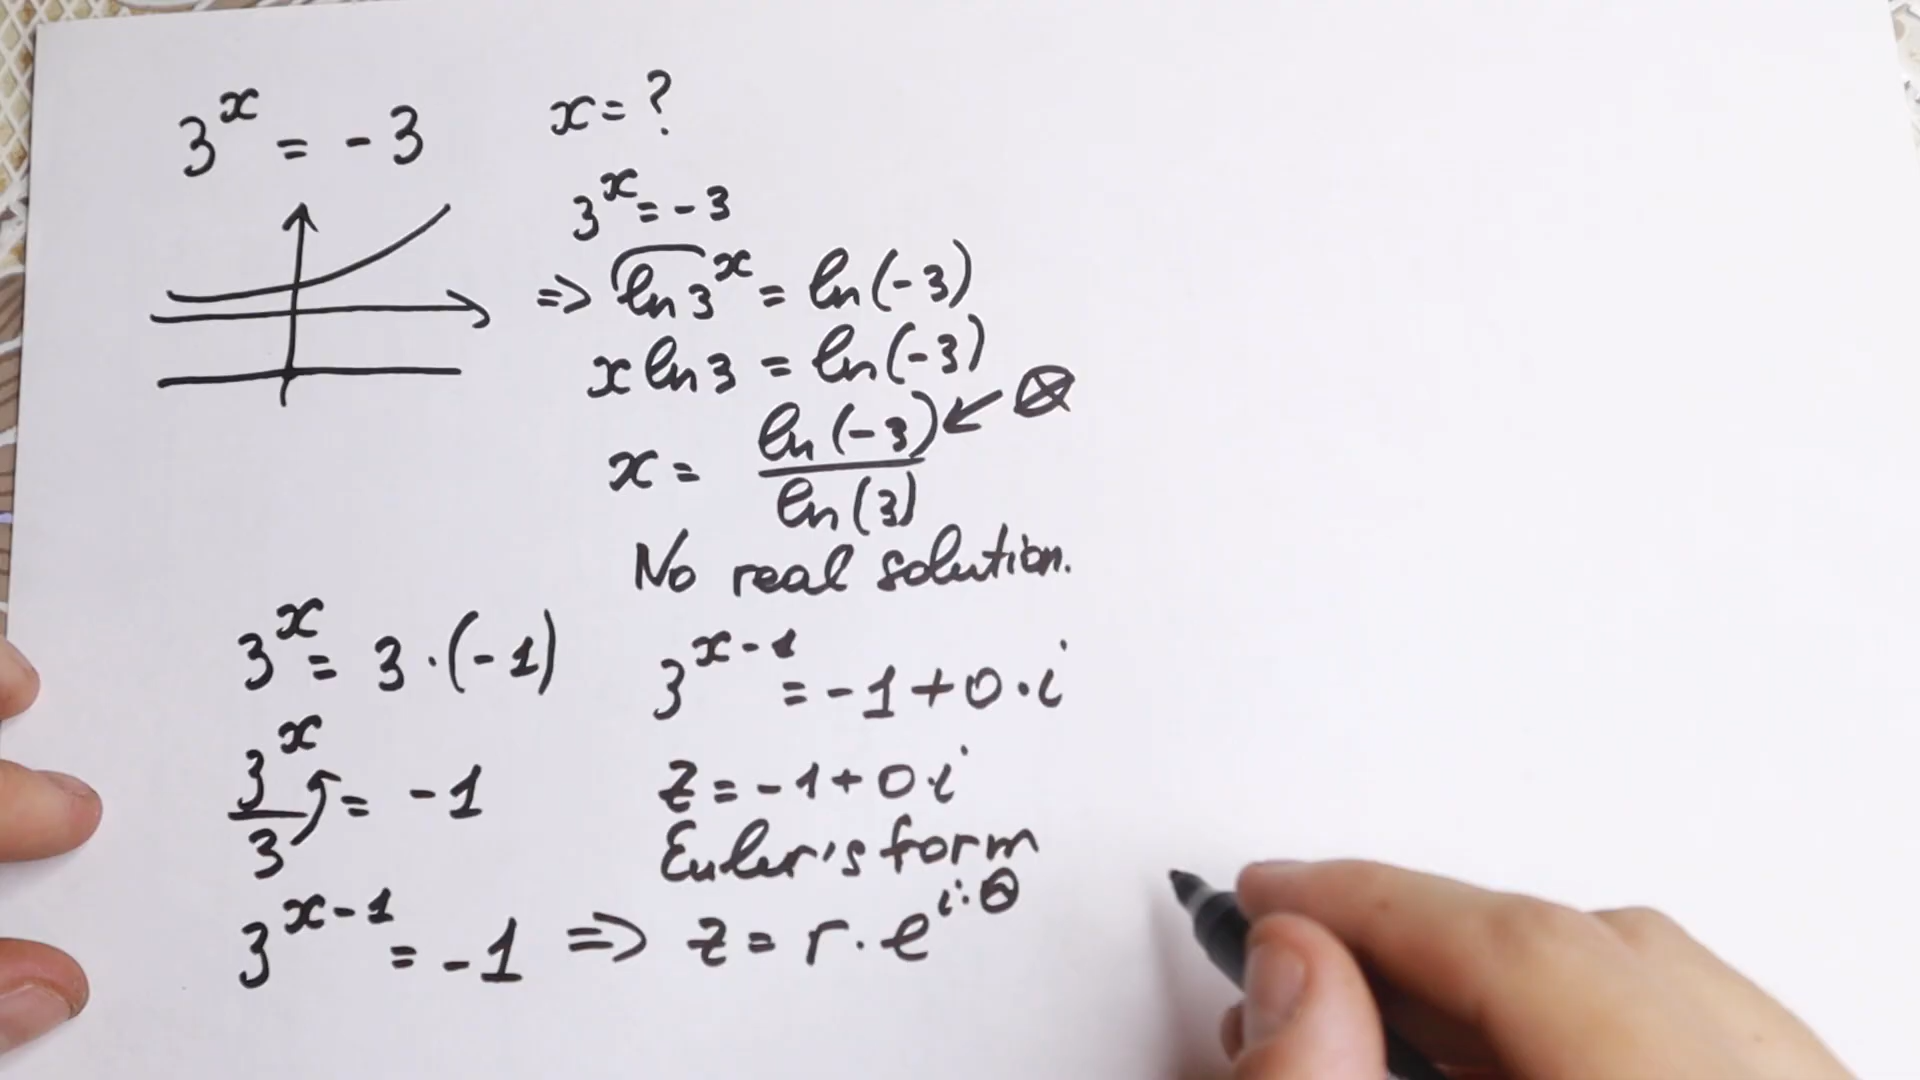 3^x = -3 x = ?
3^x = -3
=> ln 3^x = ln(-3)
x ln 3 = ln(-3)
x = ln(-3) / ln(3)
No real solution.
3^x = 3 · (-1)
3^x / 3 = -1
3^(x-1) = -1 =>
3^(x-1) = -1 + 0 · i
z = -1 + 0 · i
Euler's form
z = r · e^(i·Θ)